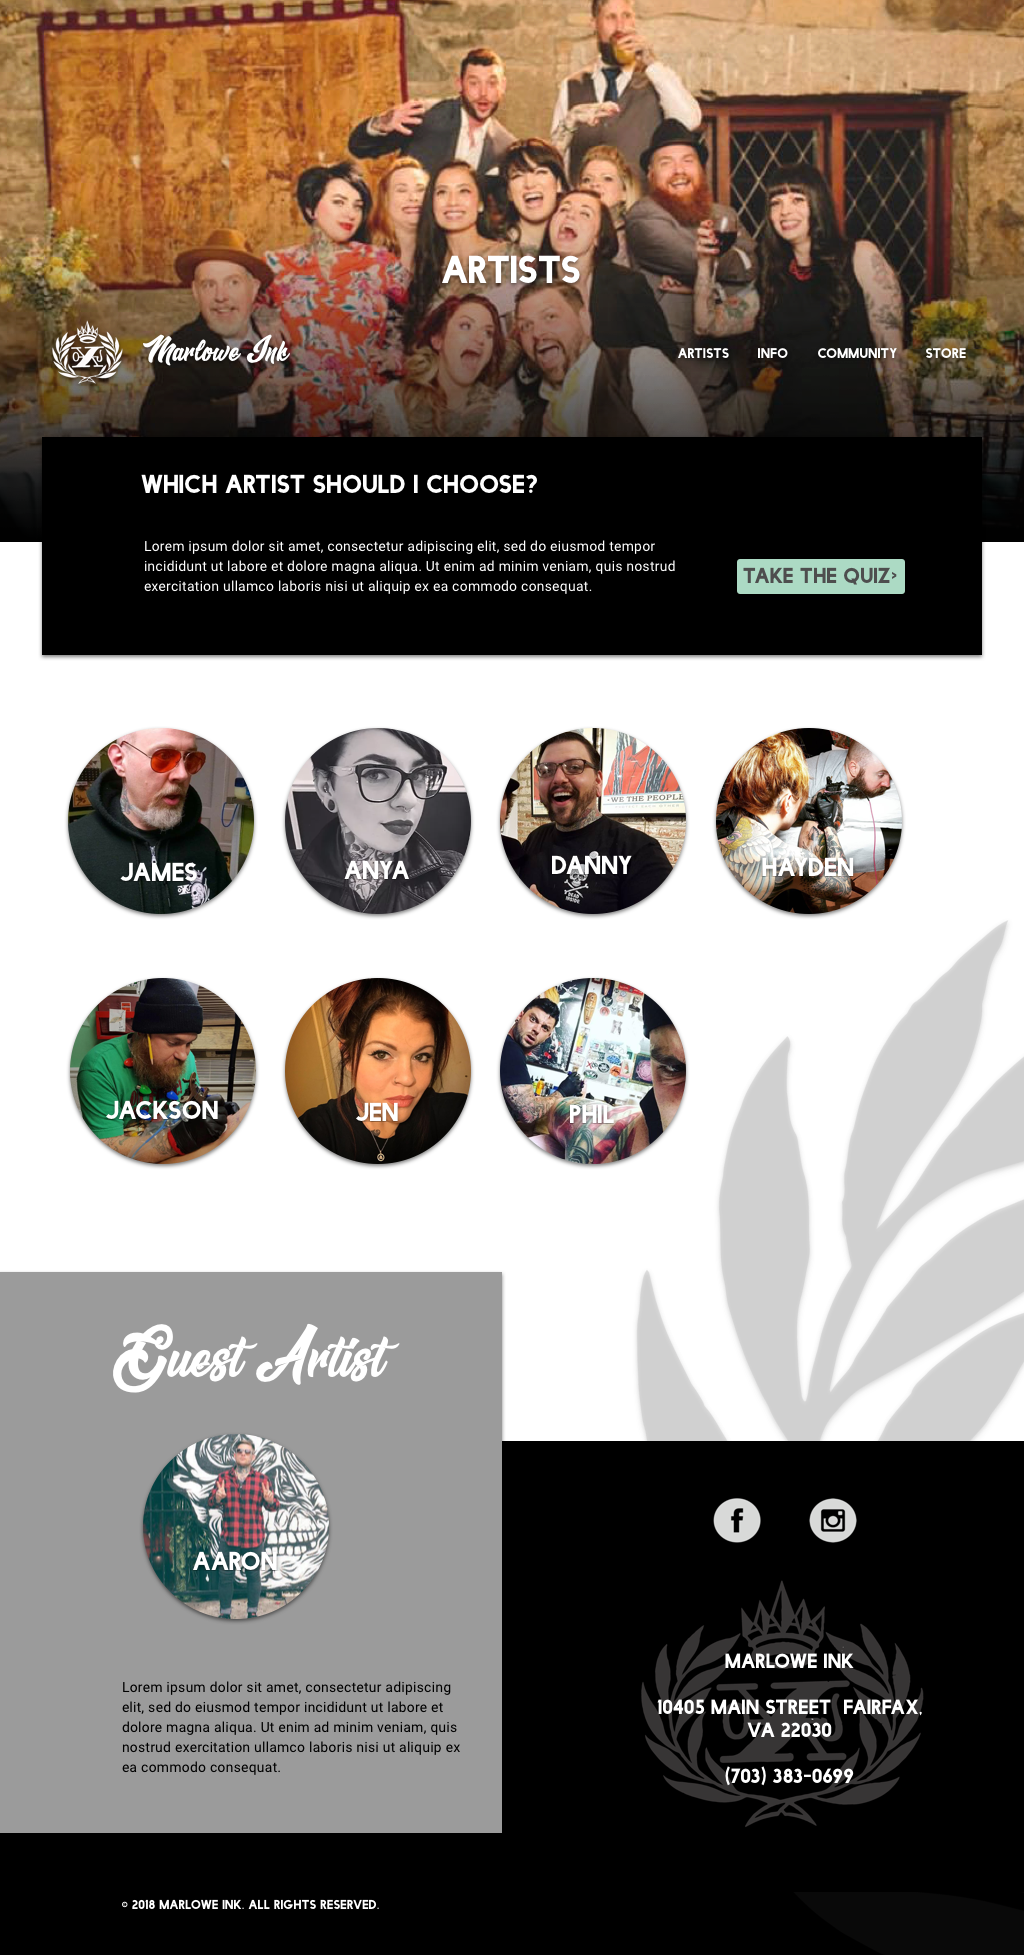 ARTISTS
Marlowe Ink
ARTISTS INFO COMMUNITY STORE
WHICH ARTIST SHOULD I CHOOSE?
Lorem ipsum dolor sit amet, consectetur adipiscing elit, sed do eiusmod tempor
incididunt ut labore et dolore magna aliqua. Ut enim ad minim veniam, quis nostrud
exercitation ullamco laboris nisi ut aliquip ex ea commodo consequat.
TAKE THE QUIZ>
WE THE PEOPLE
JAMES
ANYA
DANNY
HAYDEN
DEAD
INSIDE
JACKSON
JEN
PHIL
Guest Artist
AARON
Lorem ipsum dolor sit amet, consectetur adipiscing
elit, sed do eiusmod tempor incididunt ut labore et
dolore magna aliqua. Ut enim ad minim veniam, quis
nostrud exercitation ullamco laboris nisi ut aliquip ex
ea commodo consequat.
MARLOWE INK
10405 MAIN STREET FAIRFAX,
VA 22030
(703) 383-0699
© 2018 MARLOWE INK. ALL RIGHTS RESERVED.